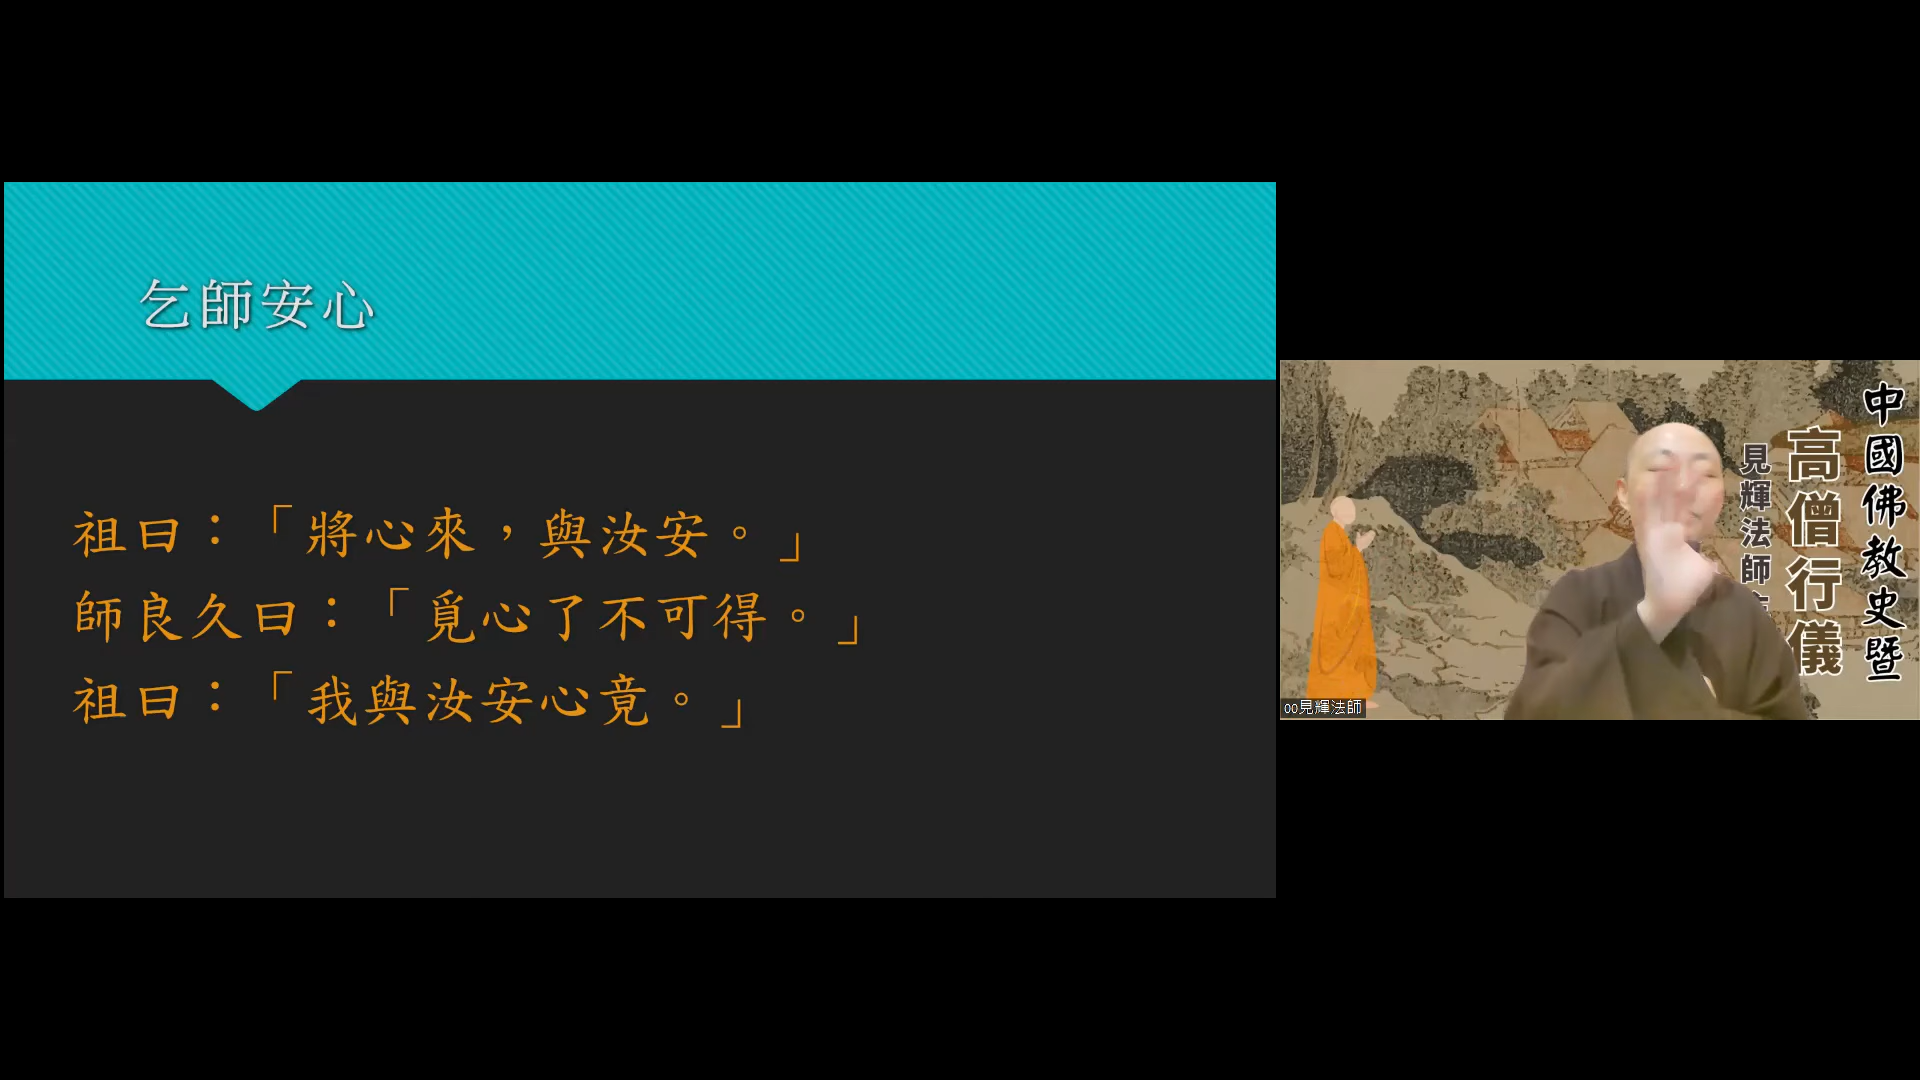 乞師安心
祖曰：「將心來，與汝安。」
師良久曰：「覓心了不可得。」
祖曰：「我與汝安心竟。」
中國佛教史暨
高僧行儀
見輝法師
oo見輝法師